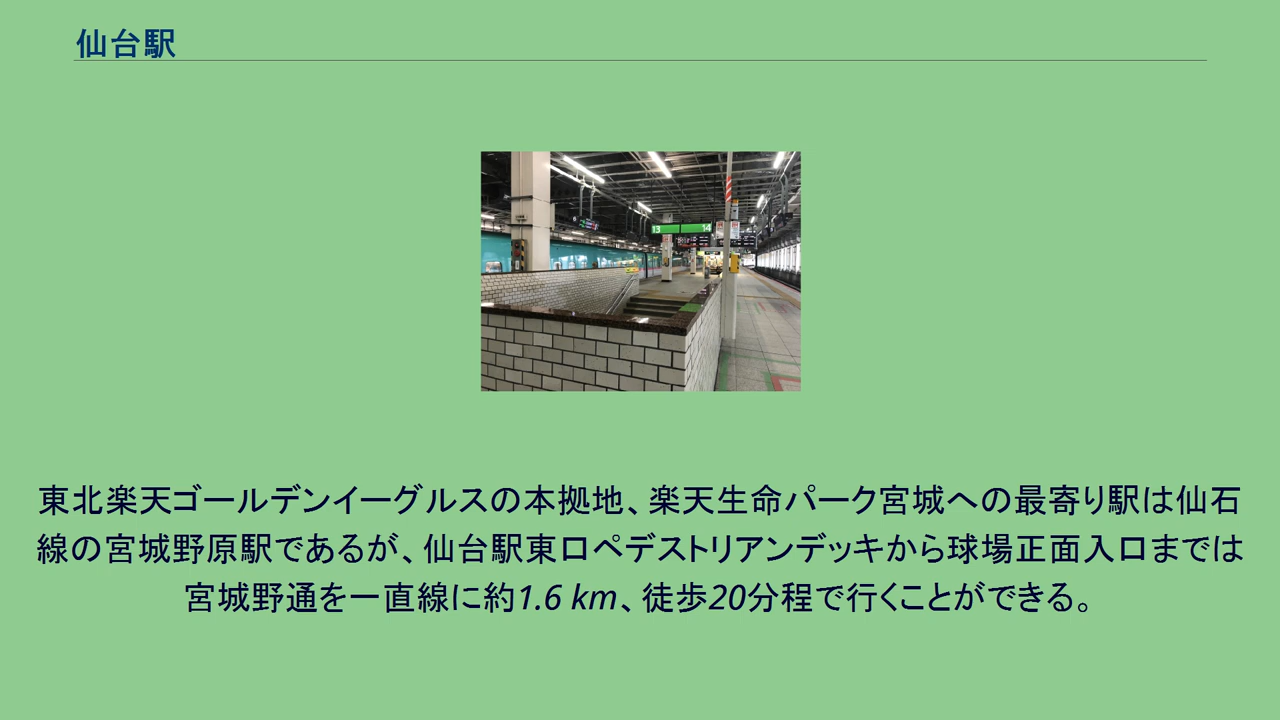 仙台駅
13
14
東北楽天ゴールデンイーグルスの本拠地、楽天生命パーク宮城への最寄り駅は仙石
線の宮城野原駅であるが、仙台駅東口ペデストリアンデッキから球場正面入口までは
宮城野通を一直線に約1.6 km、徒歩20分程で行くことができる。